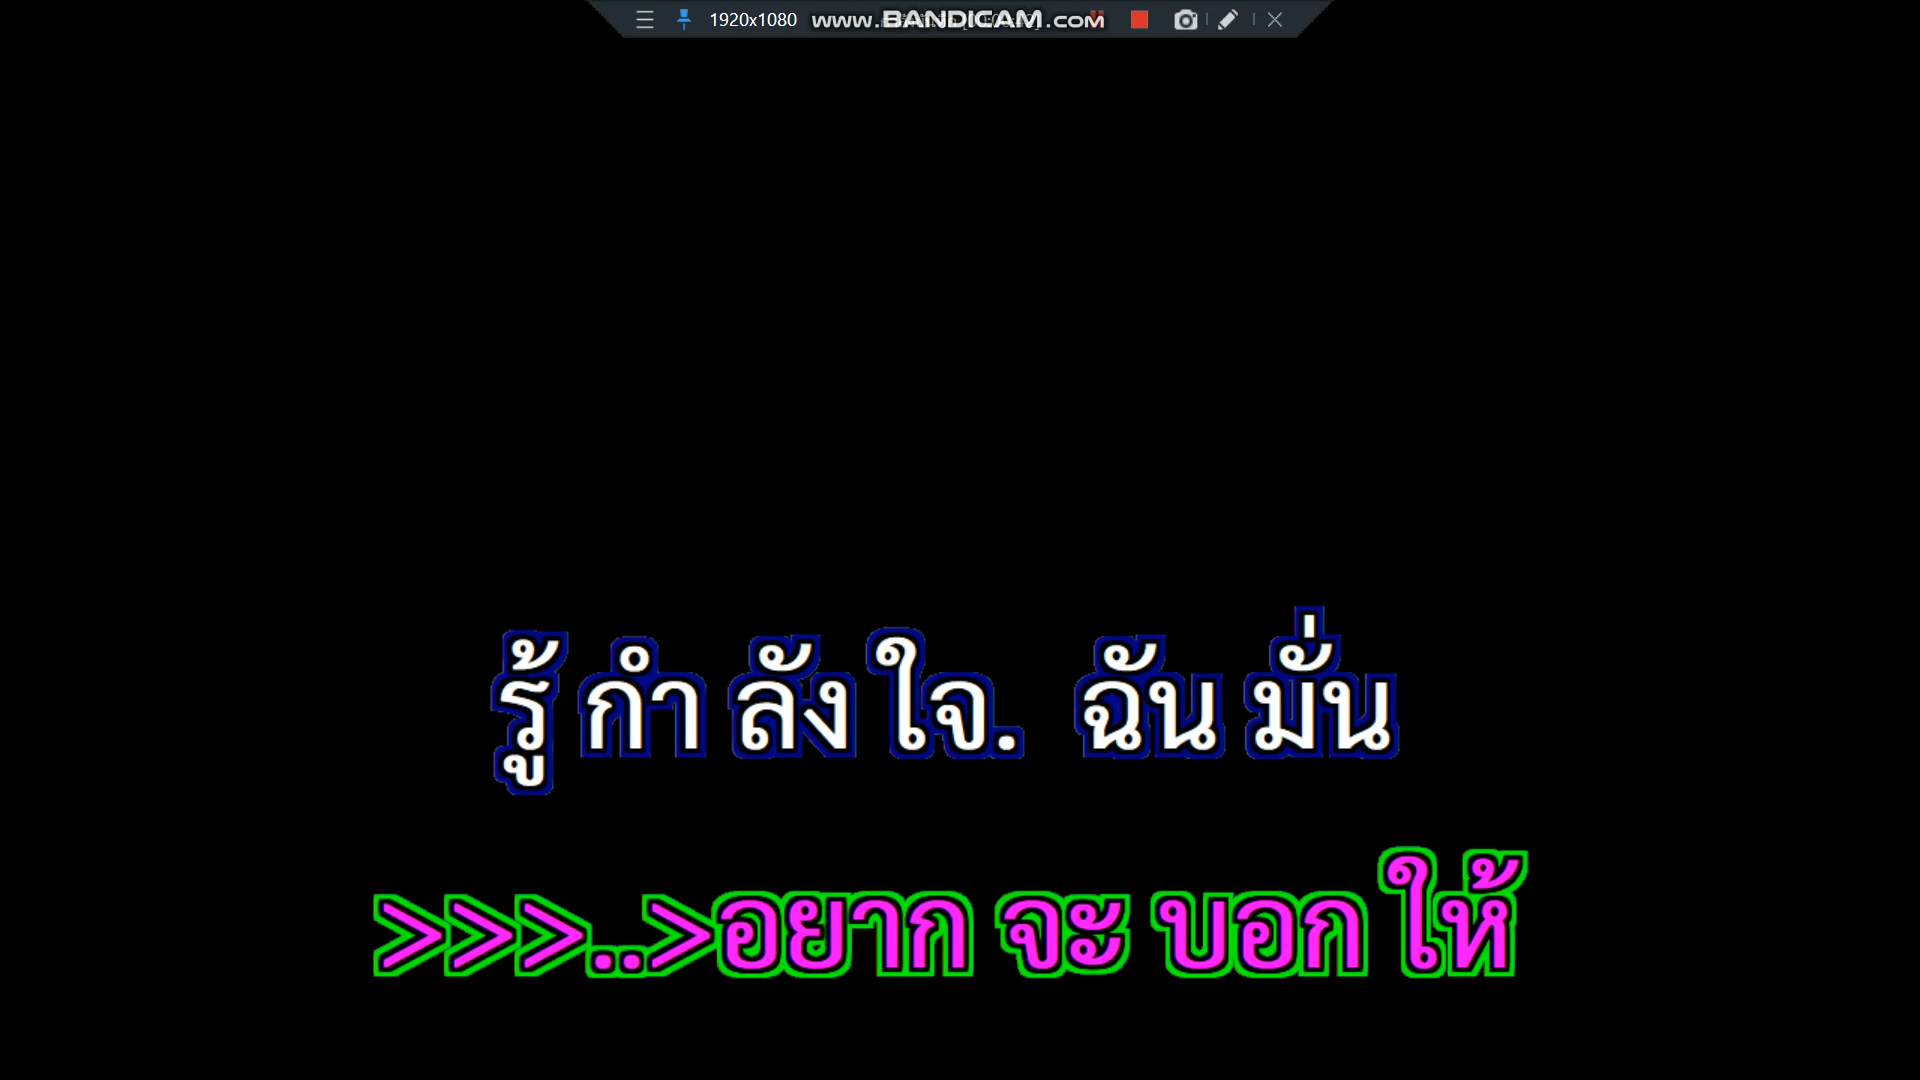 1920x1080 www.BANDICAM.com
รู้ กำ ลัง ใจ. ฉัน มั่น
>>>..>อยาก จะ บอก ให้